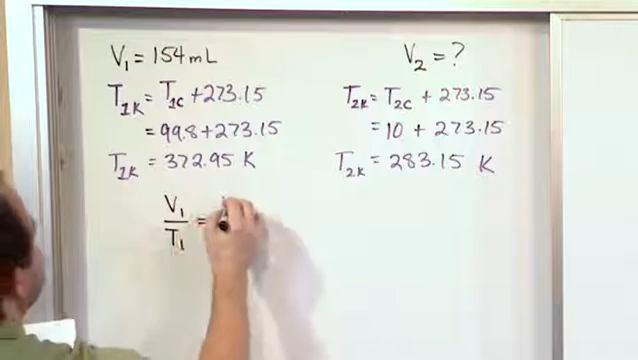 V₁ = 154 mL
V₂ = ?
T₁K = T₁C + 273.15
T₂K = T₂C + 273.15
= 99.8 + 273.15
= 10 + 273.15
T₁K = 372.95 K
T₂K = 283.15 K
V₁
T₁ =